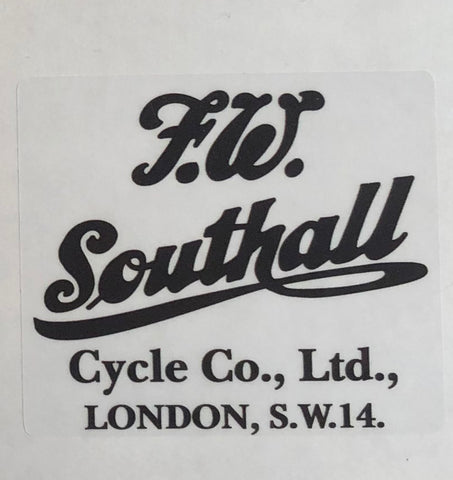 F.W.
Southall
Cycle Co., Ltd.,
LONDON, S.W.14.